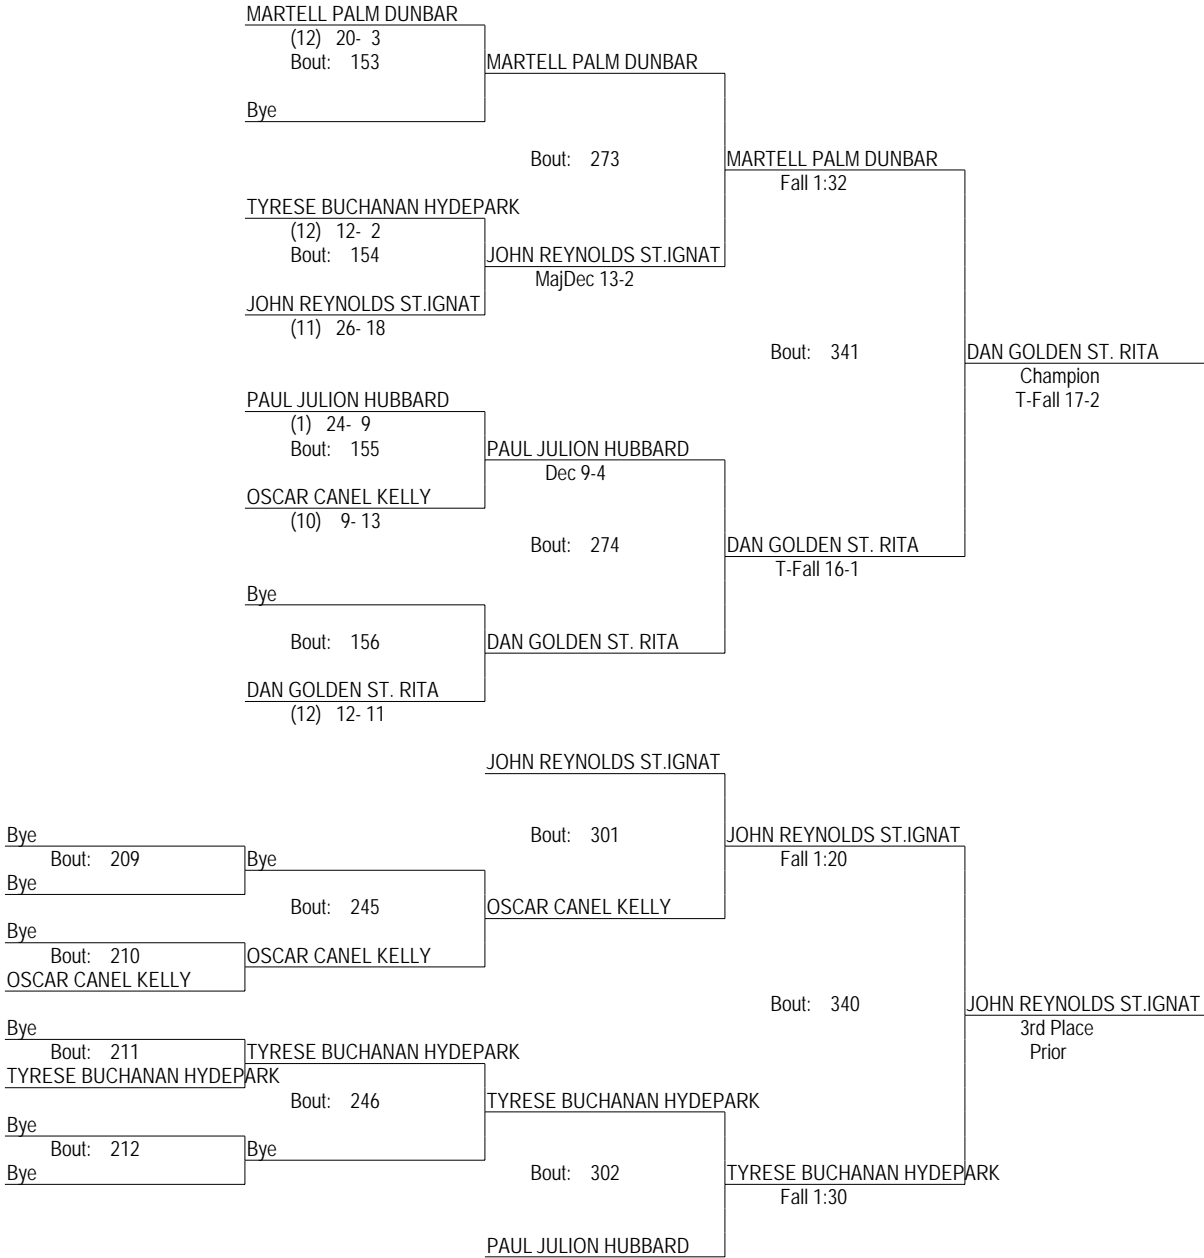 MARTELL PALM DUNBAR
(12) 20- 3
Bout: 153
MARTELL PALM DUNBAR
Bye
Bout: 273
MARTELL PALM DUNBAR
Fall 1:32
TYRESE BUCHANAN HYDEPARK
(12) 12- 2
Bout: 154
JOHN REYNOLDS ST.IGNAT
MajDec 13-2
JOHN REYNOLDS ST.IGNAT
(11) 26- 18
Bout: 341
DAN GOLDEN ST. RITA
Champion
T-Fall 17-2
PAUL JULION HUBBARD
(1) 24- 9
Bout: 155
PAUL JULION HUBBARD
Dec 9-4
OSCAR CANEL KELLY
(10) 9- 13
Bout: 274
DAN GOLDEN ST. RITA
T-Fall 16-1
Bye
Bout: 156
DAN GOLDEN ST. RITA
DAN GOLDEN ST. RITA
(12) 12- 11
JOHN REYNOLDS ST.IGNAT
Bye
Bout: 209
Bye
Bye
Bout: 301
JOHN REYNOLDS ST.IGNAT
Fall 1:20
Bout: 245
OSCAR CANEL KELLY
Bye
Bout: 210
OSCAR CANEL KELLY
OSCAR CANEL KELLY
Bout: 340
JOHN REYNOLDS ST.IGNAT
3rd Place
Prior
Bye
Bout: 211
TYRESE BUCHANAN HYDEPARK
TYRESE BUCHANAN HYDEPARK
Bout: 246
TYRESE BUCHANAN HYDEPARK
Bye
Bout: 212
Bye
Bye
Bout: 302
TYRESE BUCHANAN HYDEPARK
Fall 1:30
PAUL JULION HUBBARD